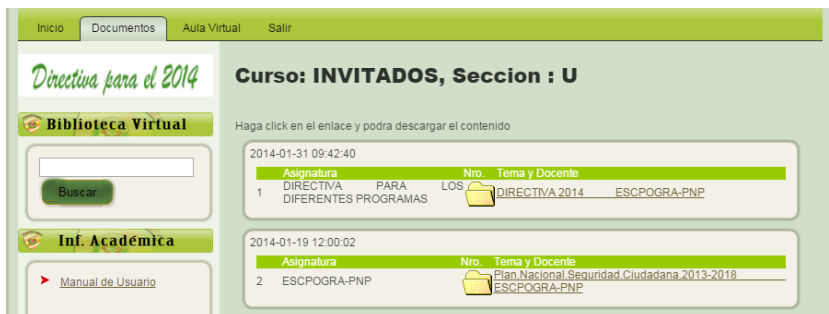 Inicio Documentos Aula Virtual Salir
Directiva para el 2014
Curso: INVITADOS, Seccion : U
Biblioteca Virtual
Haga click en el enlace y podra descargar el contenido
Buscar
2014-01-31 09:42:40
Asignatura Nro. Tema y Docente
1 DIRECTIVA PARA LOS DIRECTIVA 2014 ESCPOGRA-PNP
DIFERENTES PROGRAMAS
Inf. Académica
Manual de Usuario
2014-01-19 12:00:02
Asignatura Nro. Tema y Docente
2 ESCPOGRA-PNP Plan.Nacional.Seguridad.Ciudadana.2013-2018
ESCPOGRA-PNP